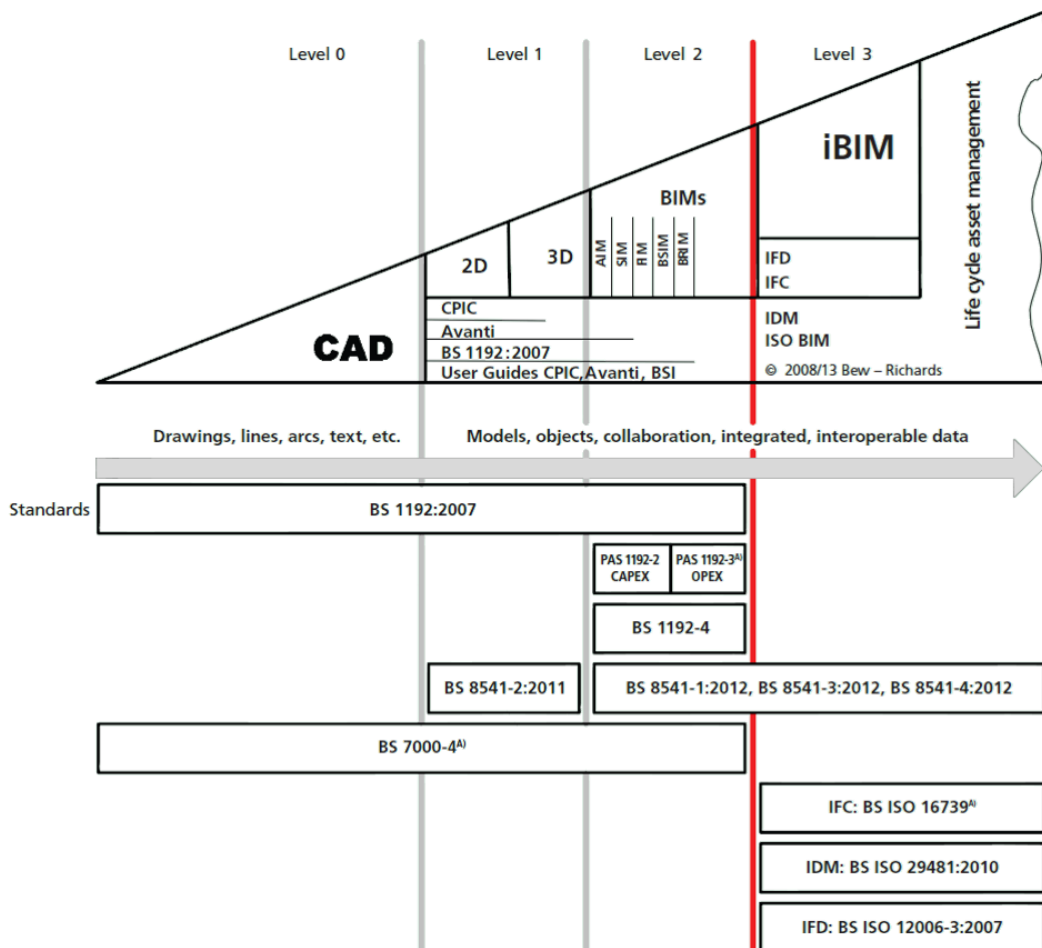 Level 0
Level 1
Level 2
Level 3
iBIM
Life cycle asset management
BIMs
2D
3D
AIM
SIM
FIM
BSIM
BRIM
IFD
IFC
CAD
CPIC
Avanti
BS 1192:2007
User Guides CPIC,Avanti, BSI
IDM
ISO BIM
© 2008/13 Bew – Richards
Drawings, lines, arcs, text, etc.
Models, objects, collaboration, integrated, interoperable data
Standards
BS 1192:2007
PAS 1192-2
CAPEX
PAS 1192-3A)
OPEX
BS 1192-4
BS 8541-2:2011
BS 8541-1:2012, BS 8541-3:2012, BS 8541-4:2012
BS 7000-4A)
IFC: BS ISO 16739A)
IDM: BS ISO 29481:2010
IFD: BS ISO 12006-3:2007